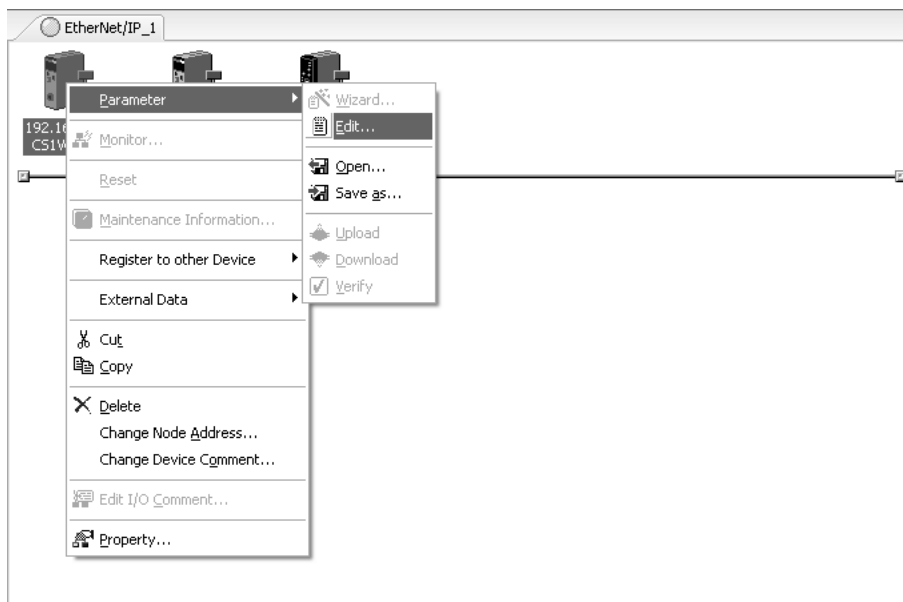 EtherNet/IP_1
192.16
CS1W
Parameter
Monitor...
Reset
Maintenance Information...
Register to other Device
External Data
Cut
Copy
Delete
Change Node Address...
Change Device Comment...
Edit I/O Comment...
Property...
Wizard...
Edit...
Open...
Save as...
Upload
Download
Verify